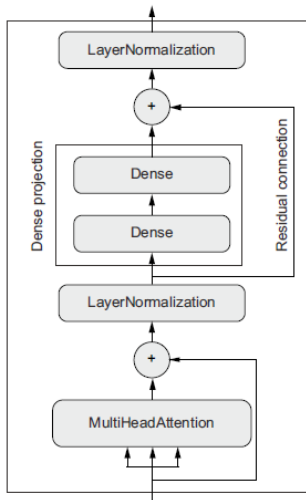 LayerNormalization
+
Dense projection
Dense
Dense
Residual connection
LayerNormalization
+
MultiHeadAttention